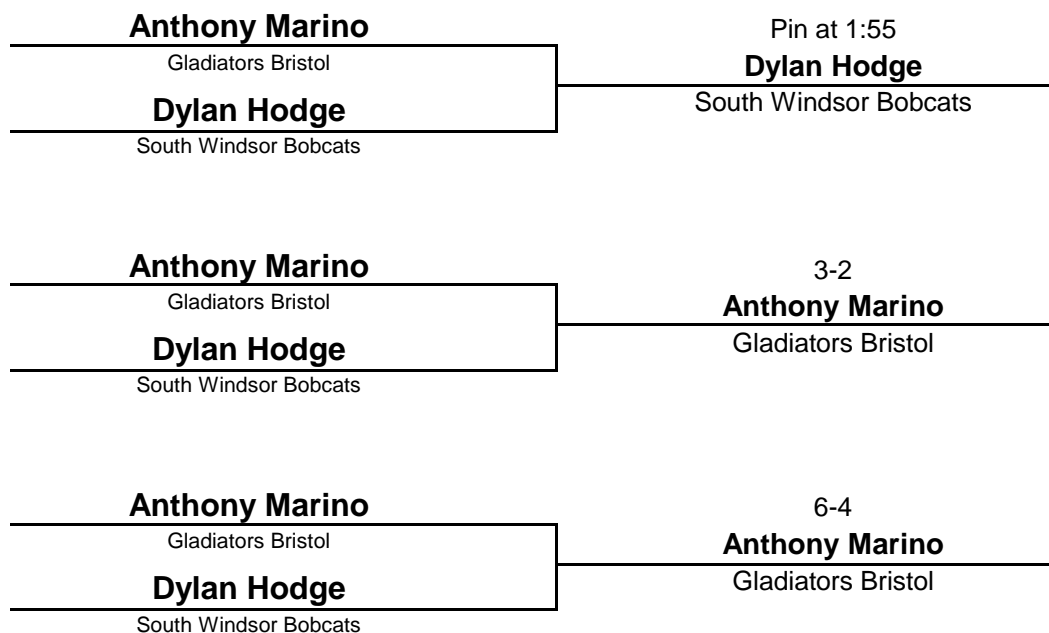 Anthony Marino
Gladiators Bristol
Dylan Hodge
South Windsor Bobcats
Pin at 1:55
Dylan Hodge
South Windsor Bobcats
Anthony Marino
Gladiators Bristol
Dylan Hodge
South Windsor Bobcats
3-2
Anthony Marino
Gladiators Bristol
Anthony Marino
Gladiators Bristol
Dylan Hodge
South Windsor Bobcats
6-4
Anthony Marino
Gladiators Bristol